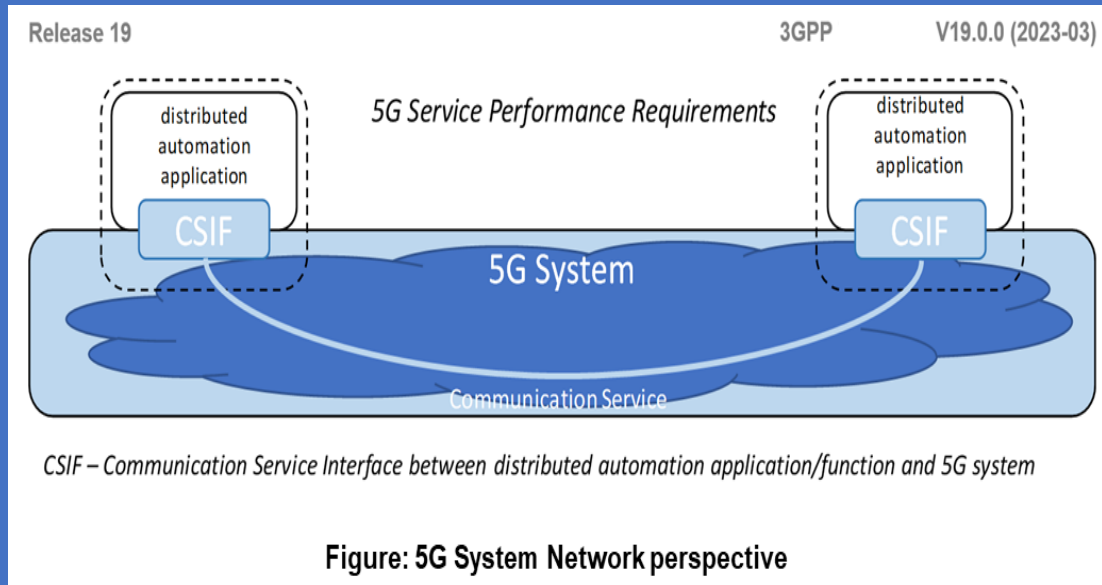 Release 19 3GPP V19.0.0 (2023-03)
5G Service Performance Requirements
distributed
automation
application
CSIF
distributed
automation
application
CSIF
5G System
Communication Service
CSIF – Communication Service Interface between distributed automation application/function and 5G system
Figure: 5G System Network perspective